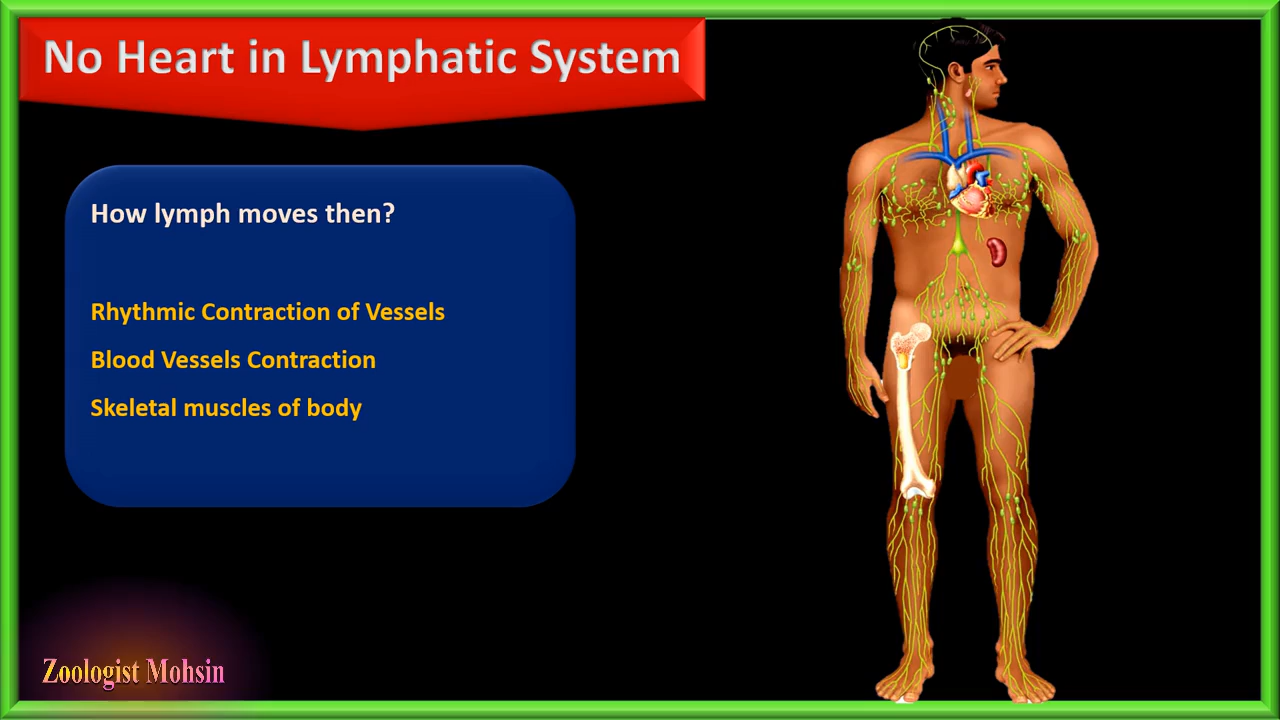 No Heart in Lymphatic System
How lymph moves then?
Rhythmic Contraction of Vessels
Blood Vessels Contraction
Skeletal muscles of body
Zoologist Mohsin